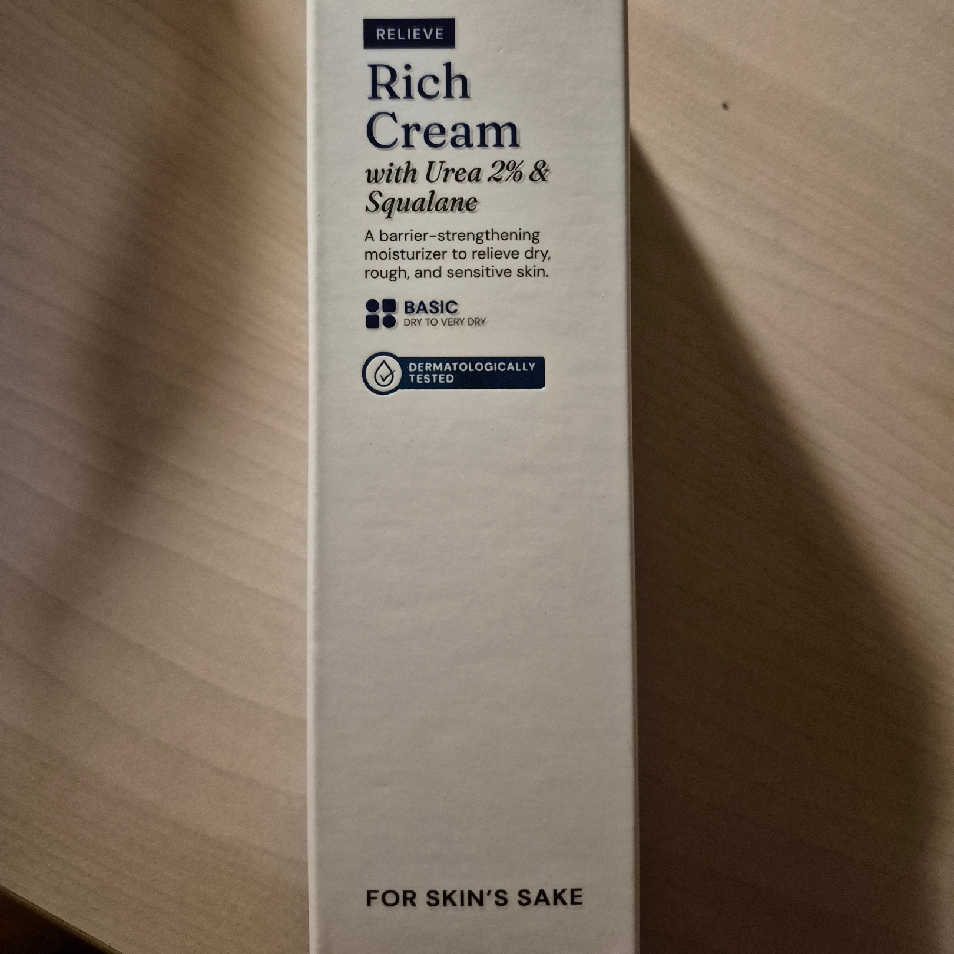 RELIEVE
Rich
Cream
with Urea 2% &
Squalane
A barrier-strengthening
moisturizer to relieve dry,
rough, and sensitive skin.
BASIC
DRY TO VERY DRY
DERMATOLOGICALLY
TESTED
FOR SKIN'S SAKE